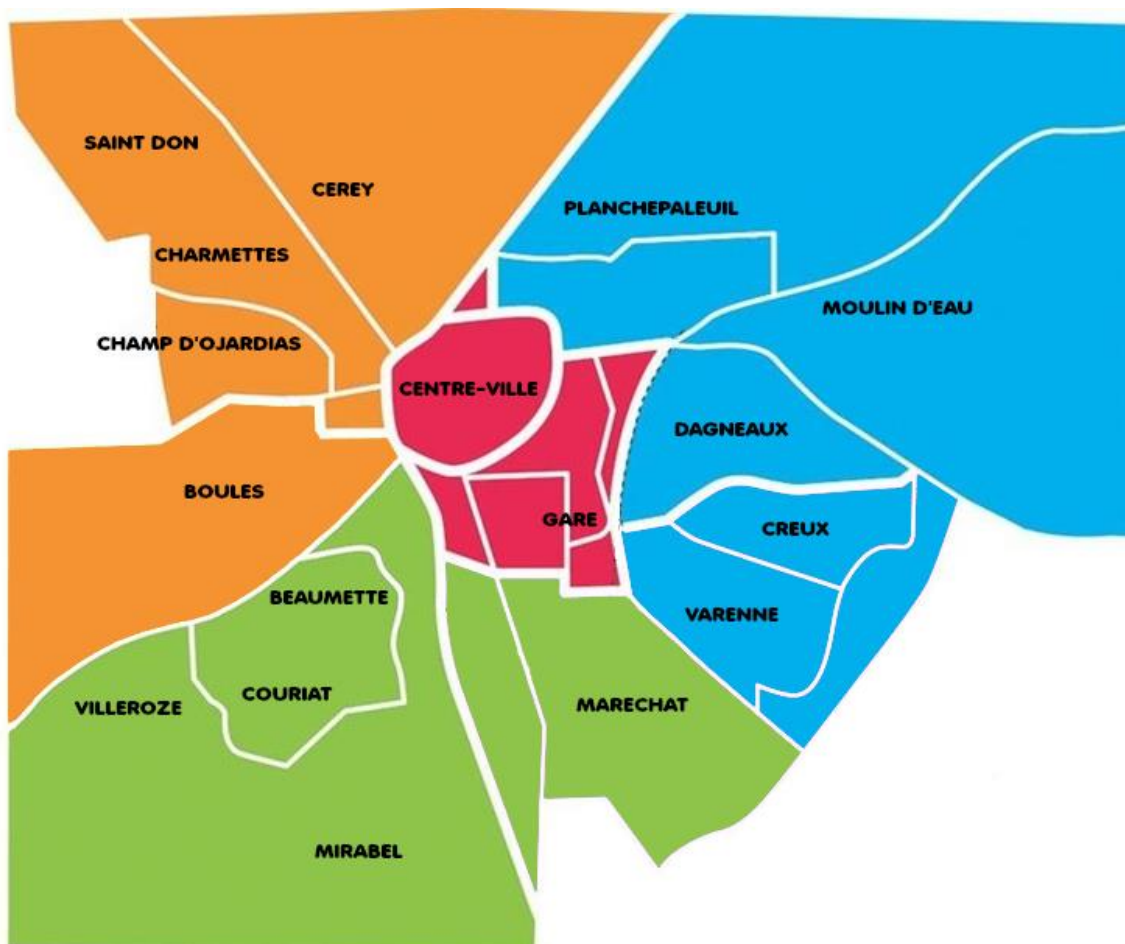 SAINT DON
CEREY
PLANCHEPALEUIL
CHARMETTES
MOULIN D'EAU
CHAMP D'OJARDIAS
CENTRE-VILLE
DAGNEAUX
BOULES
GARE
CREUX
BEAUMETTE
VARENNE
COURIAT
VILLEROZE
MARECHAT
MIRABEL